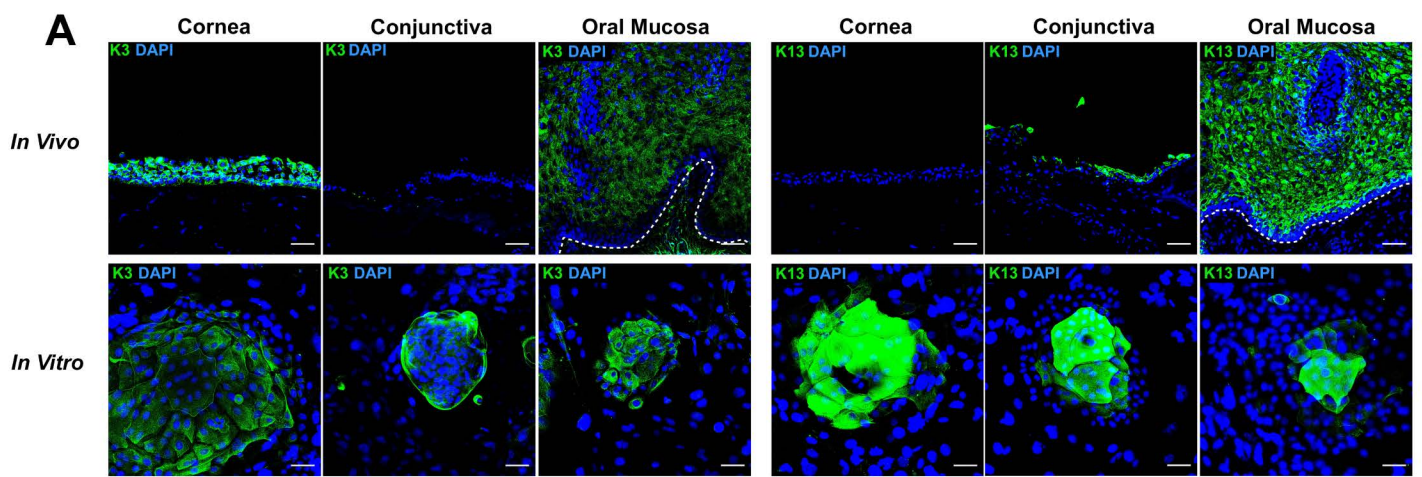 A
Cornea Conjunctiva Oral Mucosa Cornea Conjunctiva Oral Mucosa
In Vivo
K3 DAPI K3 DAPI K3 DAPI K13 DAPI K13 DAPI K13 DAPI
In Vitro
K3 DAPI K3 DAPI K3 DAPI K13 DAPI K13 DAPI K13 DAPI